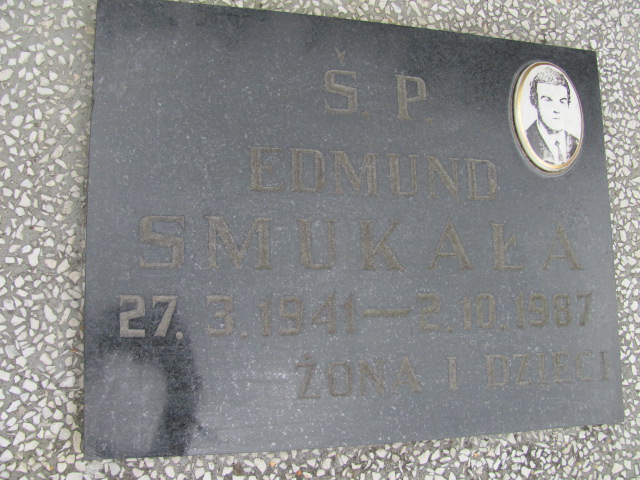 Š. P.
EDMUND
SMUKAŁA
27. 3. 1941 — 2. 10. 1987
ŻONA I DZIECI